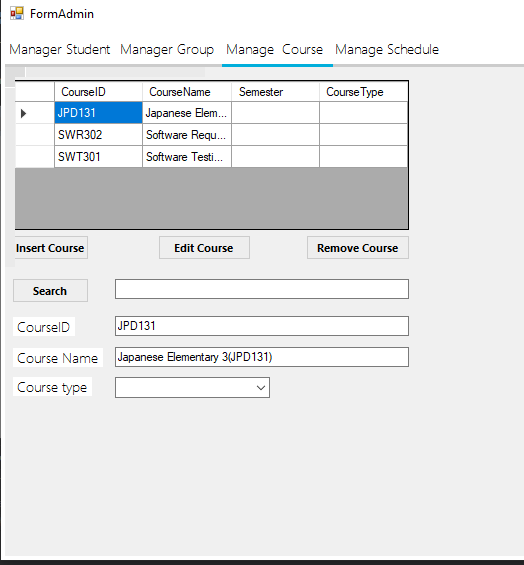 FormAdmin
Manager Student Manager Group Manage Course Manage Schedule
CourseID CourseName Semester CourseType
JPD131 Japanese Elem...
SWR302 Software Requ...
SWT301 Software Testi...
Insert Course Edit Course Remove Course
Search
CourseID JPD131
Course Name Japanese Elementary 3(JPD131)
Course type